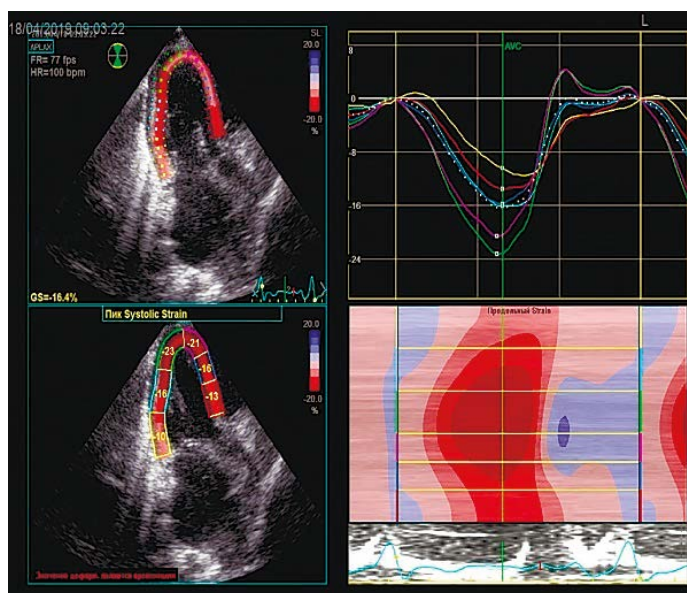 18/04/2019 09:03:22
APLAX
FR= 77 fps
HR=100 bpm
SL
20.0
-20.0
%
GS=-16.4%
L
AVC
8
0
-8
-16
-24
Пик Systolic Strain
20.0
-20.0
%
-23
-21
-16
-16
-13
-10
Продольный Strain